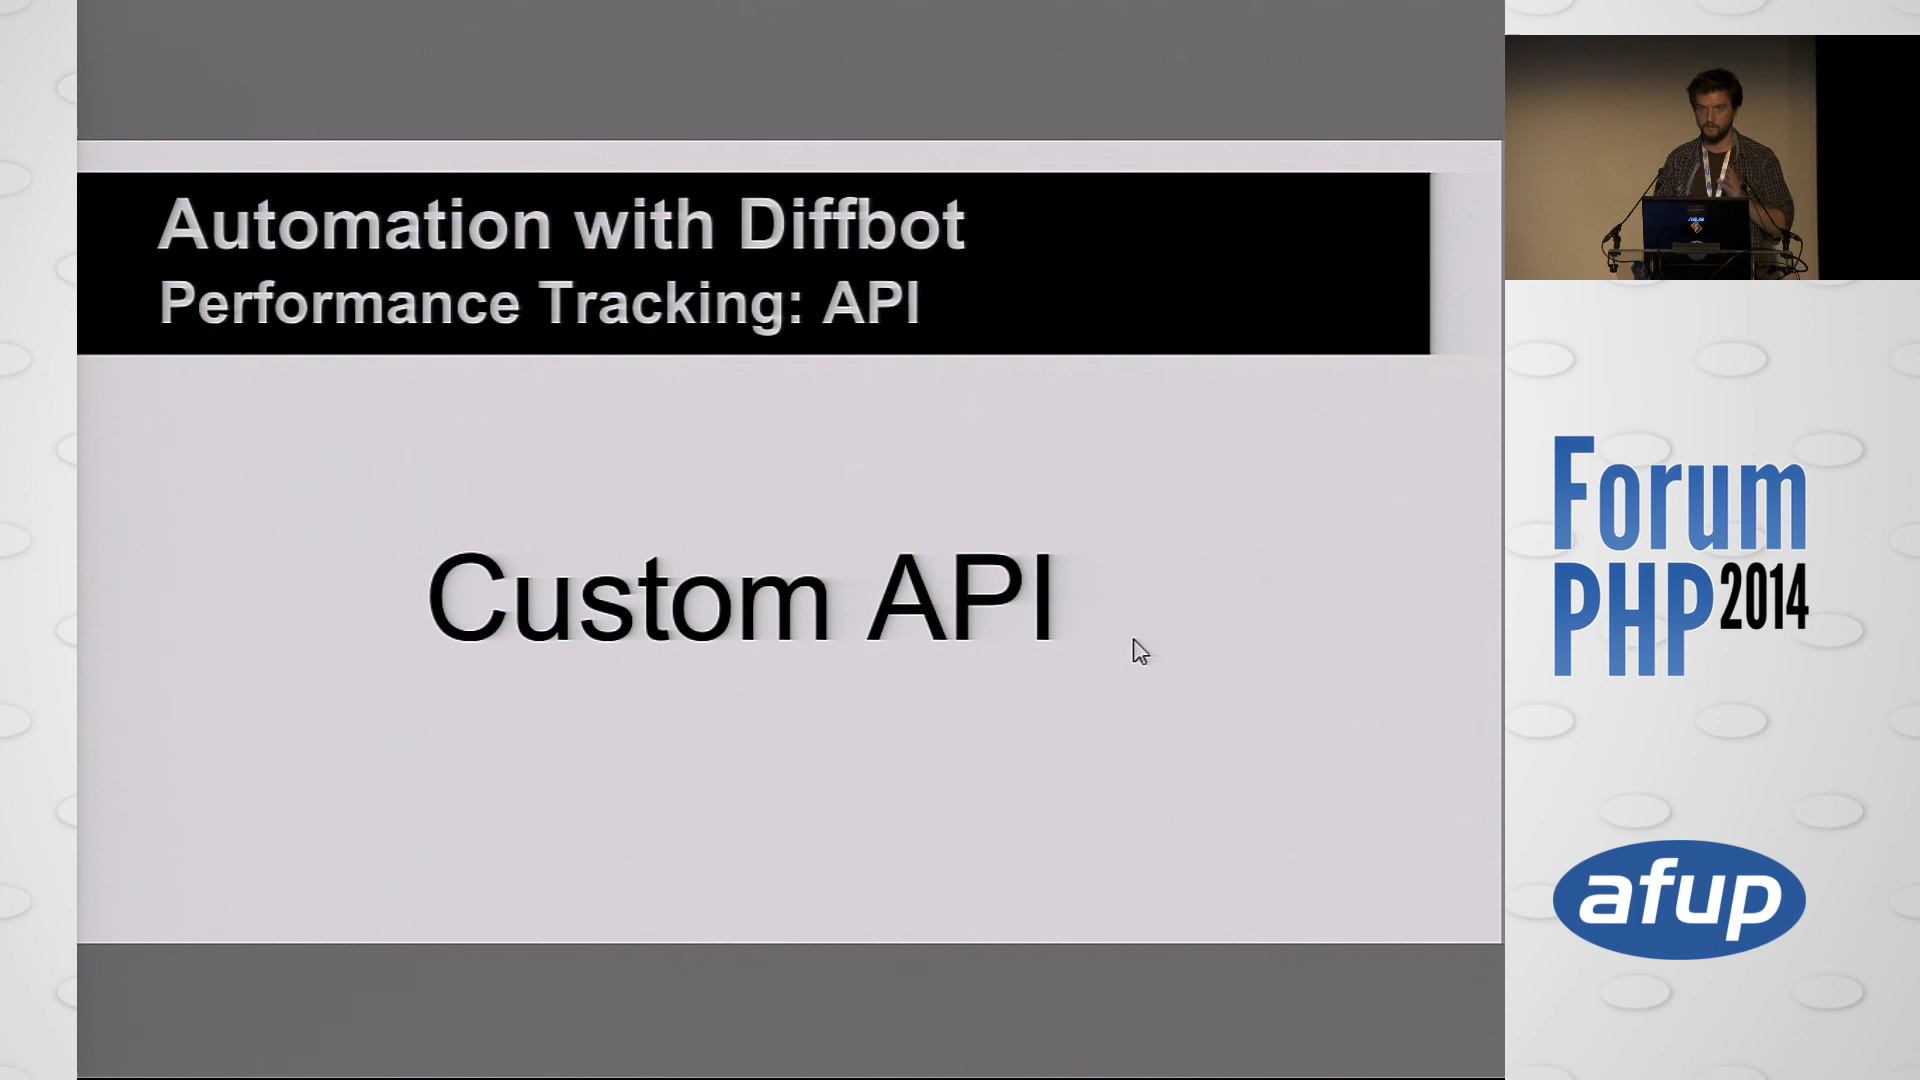 Automation with Diffbot
Performance Tracking: API
Custom API
Forum
PHP 2014
afup